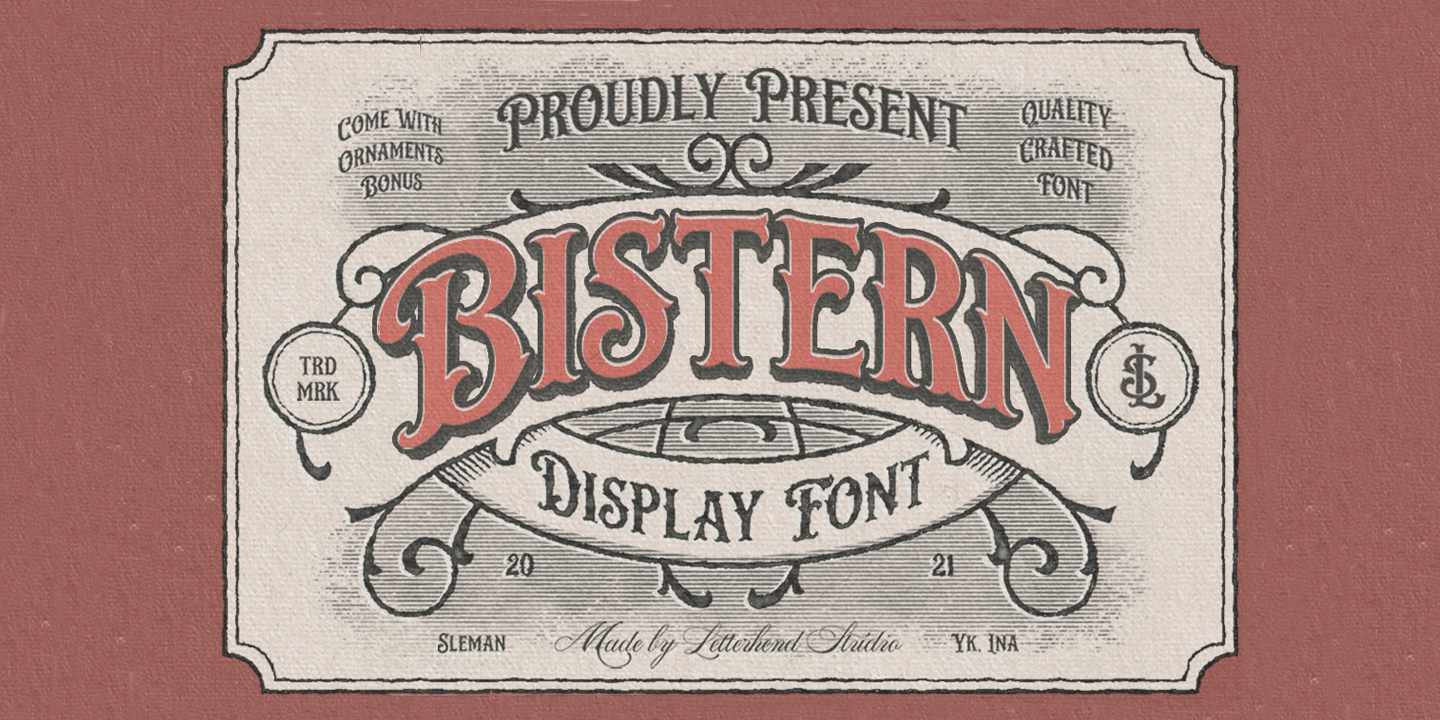 Proudly Present
Come With
Ornaments
Bonus
Quality
Crafted
Font
BISTERN
TRD
MRK
SL
Display Font
20
21
Sleman
Made by Letterhend Studio
Yk. Ina